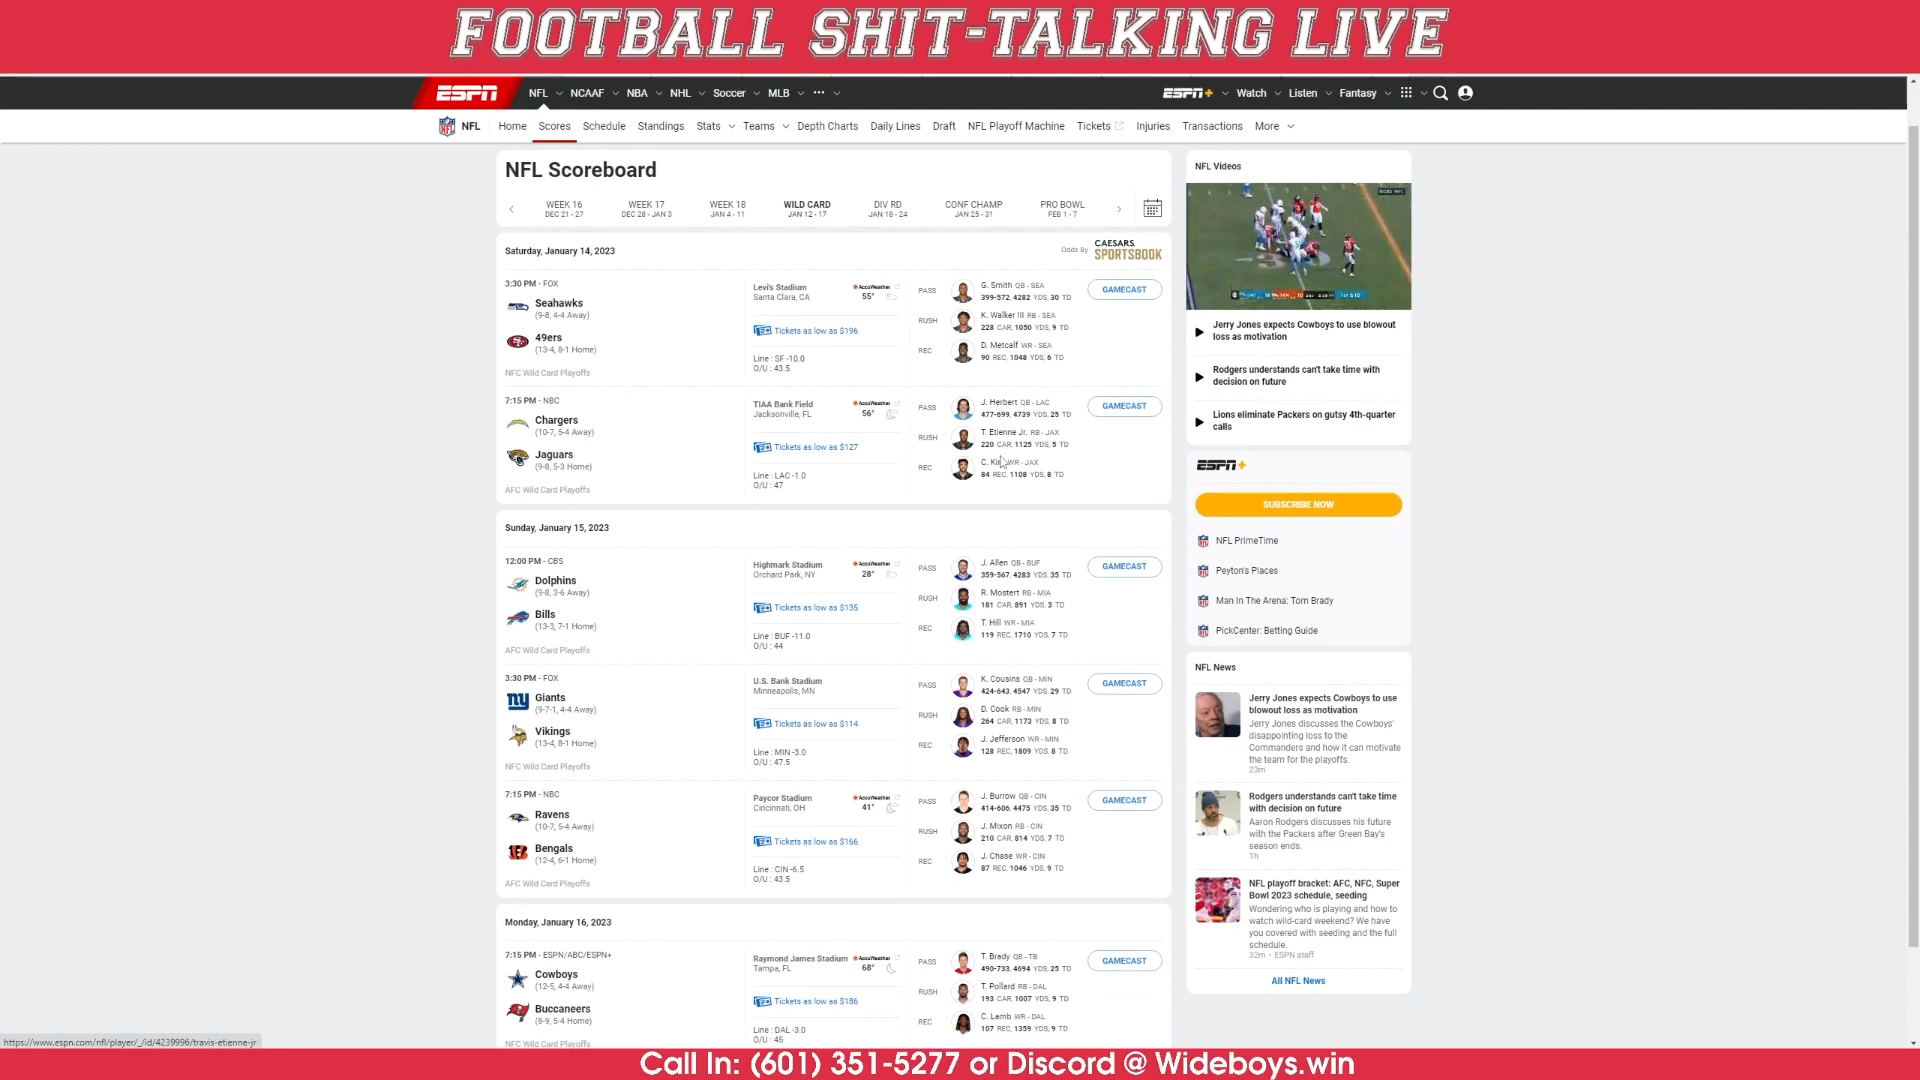 FOOTBALL SHIT-TALKING LIVE
ESPN NFL NCAAF NBA NHL Soccer MLB ESPN+ Watch Listen Fantasy
NFL Home Scores Schedule Standings Stats Teams Depth Charts Daily Lines Draft NFL Playoff Machine Tickets Injuries Transactions More
NFL Scoreboard
WEEK 16 WEEK 17 WEEK 18 WILD CARD DIV RD CONF CHAMP PRO BOWL
DEC 21 - 27 DEC 28 - JAN 3 JAN 4 - 11 JAN 12 - 17 JAN 18 - 24 JAN 25 - 31 FEB 1 - 7
Saturday, January 14, 2023
Odds By CAESARS SPORTSBOOK
3:30 PM - FOX
Seahawks
(9-8, 4-4 Away)
49ers
(13-4, 8-1 Home)
NFC Wild Card Playoffs
Levi's Stadium
Santa Clara, CA
AccuWeather
55°
Tickets as low as $196
Line : SF -10.0
O/U : 43.5
PASS G. Smith QB - SEA
399-572, 4282 YDS, 30 TD
RUSH K. Walker III RB - SEA
228 CAR, 1050 YDS, 9 TD
REC D. Metcalf WR - SEA
90 REC, 1048 YDS, 6 TD
GAMECAST
7:15 PM - NBC
Chargers
(10-7, 5-4 Away)
Jaguars
(9-8, 5-3 Home)
AFC Wild Card Playoffs
TIAA Bank Field
Jacksonville, FL
AccuWeather
56°
Tickets as low as $127
Line : LAC -1.0
O/U : 47
PASS J. Herbert QB - LAC
477-699, 4739 YDS, 25 TD
RUSH T. Etienne Jr. RB - JAX
220 CAR, 1125 YDS, 5 TD
REC C. WR - JAX
84 REC, 1108 YDS, 8 TD
GAMECAST
Sunday, January 15, 2023
12:00 PM - CBS
Dolphins
(9-8, 3-6 Away)
Bills
(13-3, 7-1 Home)
AFC Wild Card Playoffs
Highmark Stadium
Orchard Park, NY
AccuWeather
28°
Tickets as low as $135
Line : BUF -11.0
O/U : 44
PASS J. Allen QB - BUF
359-567, 4283 YDS, 35 TD
RUSH R. Mostert RB - MIA
181 CAR, 891 YDS, 3 TD
REC T. Hill WR - MIA
119 REC, 1710 YDS, 7 TD
GAMECAST
3:30 PM - FOX
Giants
(9-7-1, 4-4 Away)
Vikings
(13-4, 8-1 Home)
NFC Wild Card Playoffs
U.S. Bank Stadium
Minneapolis, MN
Tickets as low as $114
Line : MIN -3.0
O/U : 47.5
PASS K. Cousins QB - MIN
424-643, 4547 YDS, 29 TD
RUSH D. Cook RB - MIN
264 CAR, 1173 YDS, 8 TD
REC J. Jefferson WR - MIN
128 REC, 1809 YDS, 8 TD
GAMECAST
7:15 PM - NBC
Ravens
(10-7, 5-4 Away)
Bengals
(12-4, 6-1 Home)
AFC Wild Card Playoffs
Paycor Stadium
Cincinnati, OH
AccuWeather
41°
Tickets as low as $166
Line : CIN -6.5
O/U : 43.5
PASS J. Burrow QB - CIN
414-606, 4475 YDS, 35 TD
RUSH J. Mixon RB - CIN
210 CAR, 814 YDS, 7 TD
REC J. Chase WR - CIN
87 REC, 1046 YDS, 9 TD
GAMECAST
Monday, January 16, 2023
7:15 PM - ESPN/ABC/ESPN+
Cowboys
(12-5, 4-4 Away)
Buccaneers
(8-9, 5-4 Home)
NFC Wild Card Playoffs
Raymond James Stadium
Tampa, FL
AccuWeather
68°
Tickets as low as $186
Line : DAL -3.0
O/U : 45
PASS T. Brady QB - TB
490-733, 4694 YDS, 25 TD
RUSH T. Pollard RB - DAL
193 CAR, 1007 YDS, 9 TD
REC C. Lamb WR - DAL
107 REC, 1359 YDS, 9 TD
GAMECAST
NFL Videos
Jerry Jones expects Cowboys to use blowout
loss as motivation
Rodgers understands can't take time with
decision on future
Lions eliminate Packers on gutsy 4th-quarter
calls
ESPN+
SUBSCRIBE NOW
NFL PrimeTime
Peyton's Places
Man In The Arena: Tom Brady
PickCenter: Betting Guide
NFL News
Jerry Jones expects Cowboys to use
blowout loss as motivation
Jerry Jones discusses the Cowboys'
disappointing loss to the
Commanders and how it can motivate
the team for the playoffs.
23m
Rodgers understands can't take time
with decision on future
Aaron Rodgers discusses his future
with the Packers after Green Bay's
season ends.
1h
NFL playoff bracket: AFC, NFC, Super
Bowl 2023 schedule, seeding
Wondering who is playing and how to
watch wild-card weekend? We have
you covered with seeding and the full
schedule.
32m • ESPN staff
All NFL News
https://www.espn.com/nfl/player/_/id/4239996/travis-etienne-jr
Call In: (601) 351-5277 or Discord @ Wideboys.win